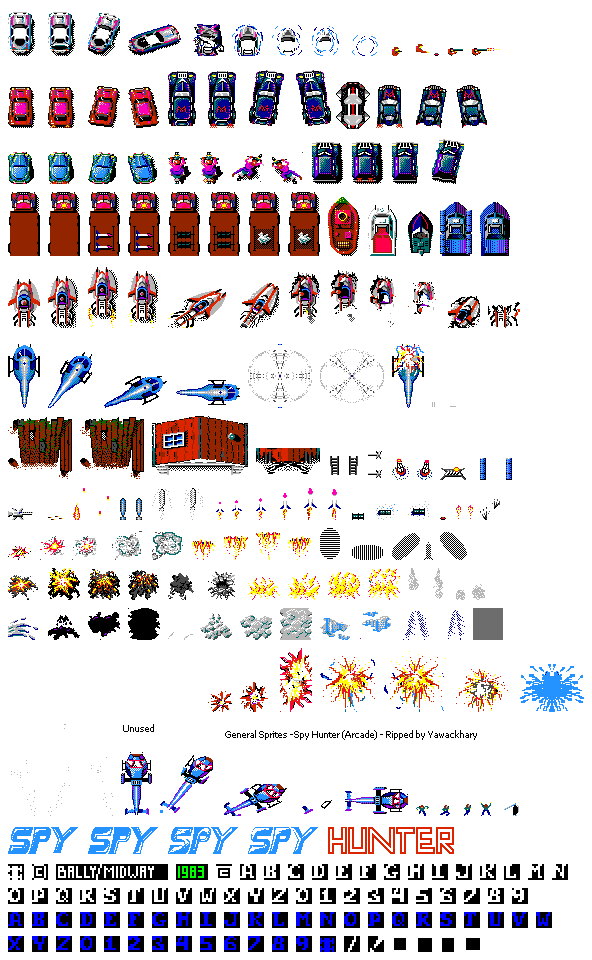 Unused
General Sprites -Spy Hunter (Arcade) - Ripped by Yawackhary
SPY SPY SPY SPY HUNTER
© BALLY/MIDWAY 1983 A B C D E F G H I J K L M N
O P Q R S T U V W X Y Z 0 1 2 3 4 5 6 7 8 9
A B C D E F G H I J K L M N O P Q R S T U V W
X Y Z 0 1 2 3 4 5 6 7 8 9